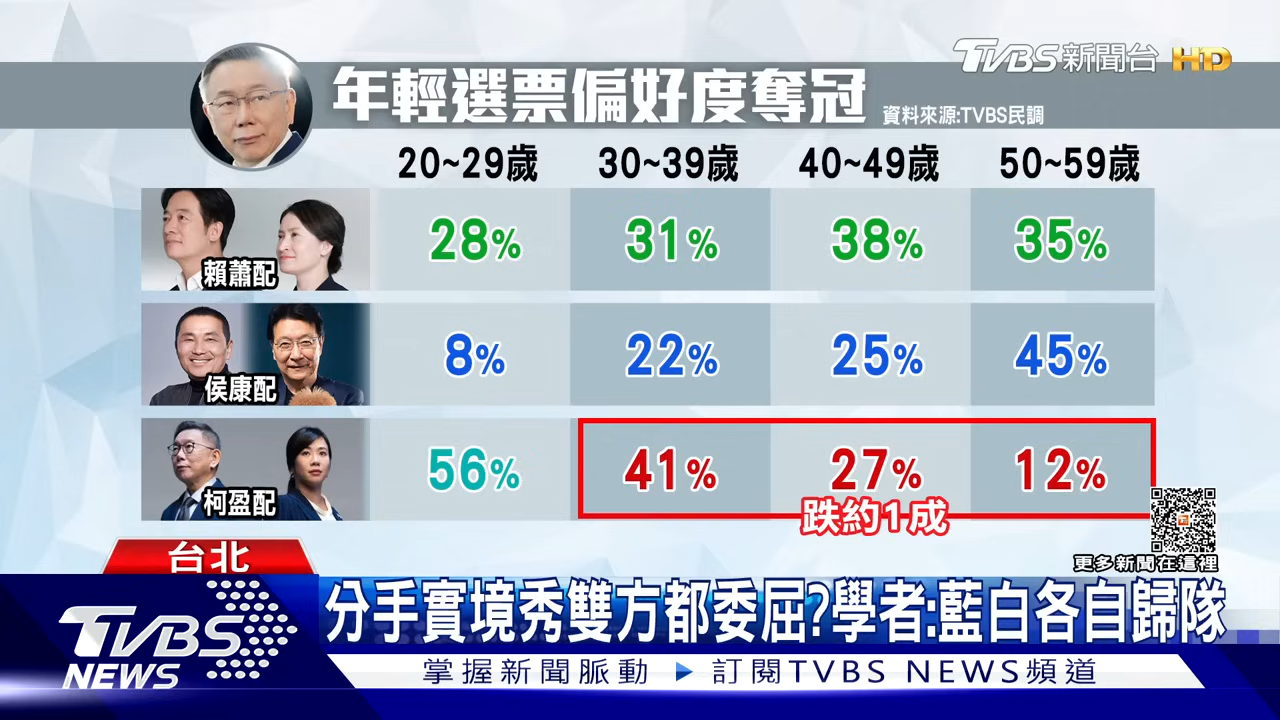 TVBS新聞台 HD
年輕選票偏好度奪冠
資料來源:TVBS民調
20~29歲 30~39歲 40~49歲 50~59歲
賴蕭配 28% 31% 38% 35%
侯康配 8% 22% 25% 45%
柯盈配 56% 41% 27% 12%
跌約1成
更多新聞在這裡
台北
分手實境秀雙方都委屈?學者:藍白各自歸隊
TVBS NEWS
掌握新聞脈動 訂閱TVBS NEWS頻道